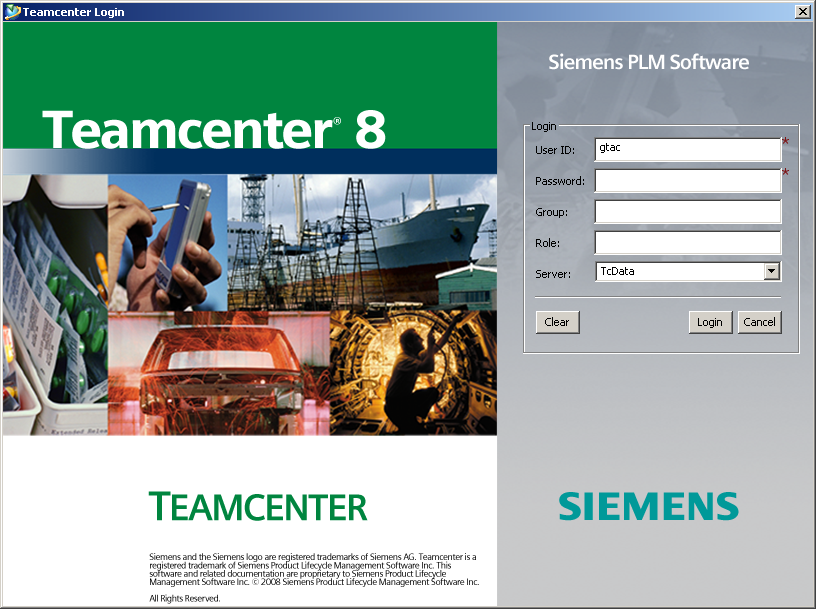 Teamcenter Login
Teamcenter® 8
Siemens PLM Software
Login
User ID: gtac *
Password: *
Group:
Role:
Server: TcData
Clear Login Cancel
Extended Release
TEAMCENTER
SIEMENS
Siemens and the Siemens logo are registered trademarks of Siemens AG. Teamcenter is a
registered trademark of Siemens Product Lifecycle Management Software Inc. This
software and related documentation are proprietary to Siemens Product Lifecycle
Management Software Inc. © 2008 Siemens Product Lifecycle Management Software Inc.
All Rights Reserved.